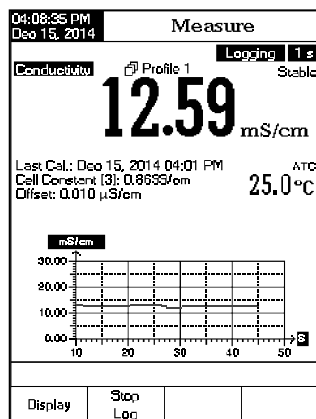 04:08:35 PM
Dec 15, 2014
Measure
Logging 1 s
Conductivity
Profile 1
Stable
12.59 mS/cm
Last Cal.: Dec 15, 2014 04:01 PM
Cell Constant [3]: 0.8633/cm
Offset: 0.010 µS/cm
ATC
25.0°C
mS/cm
30.00
20.00
10.00
0.00
10 20 30 40 50 S
Display
Stop
Log